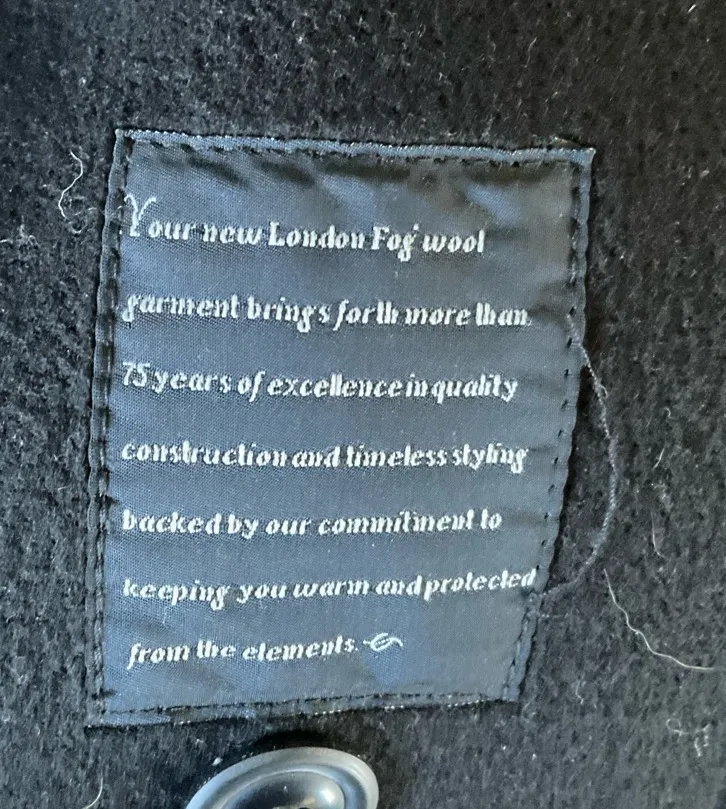 Your new London Fog® wool
garment brings forth more than
75 years of excellence in quality
construction and timeless styling
backed by our commitment to
keeping you warm and protected
from the elements.